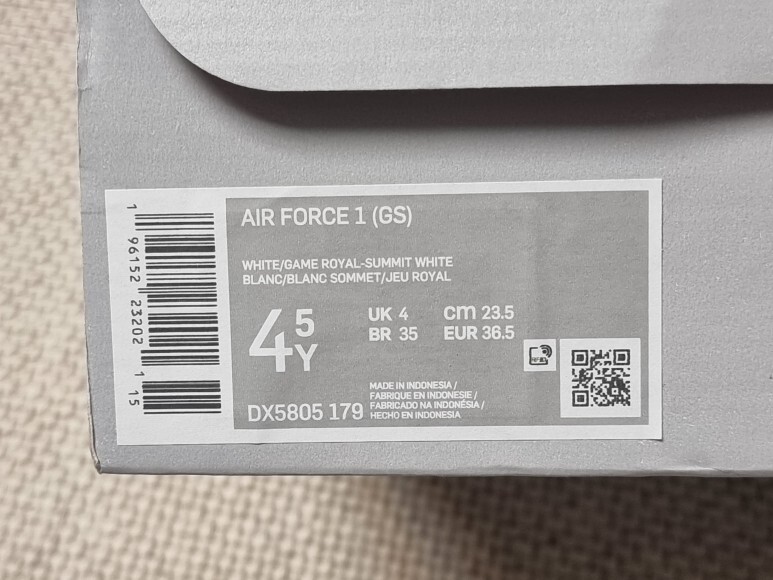 AIR FORCE 1 (GS)
WHITE/GAME ROYAL-SUMMIT WHITE
BLANC/BLANC SOMMET/JEU ROYAL
4 5Y
UK 4 cm 23.5
BR 35 EUR 36.5
DX5805 179
MADE IN INDONESIA /
FABRIQUE EN INDONESIE /
FABRICADO NA INDONÉSIA /
HECHO EN INDONESIA
1 96152 23202 1 15